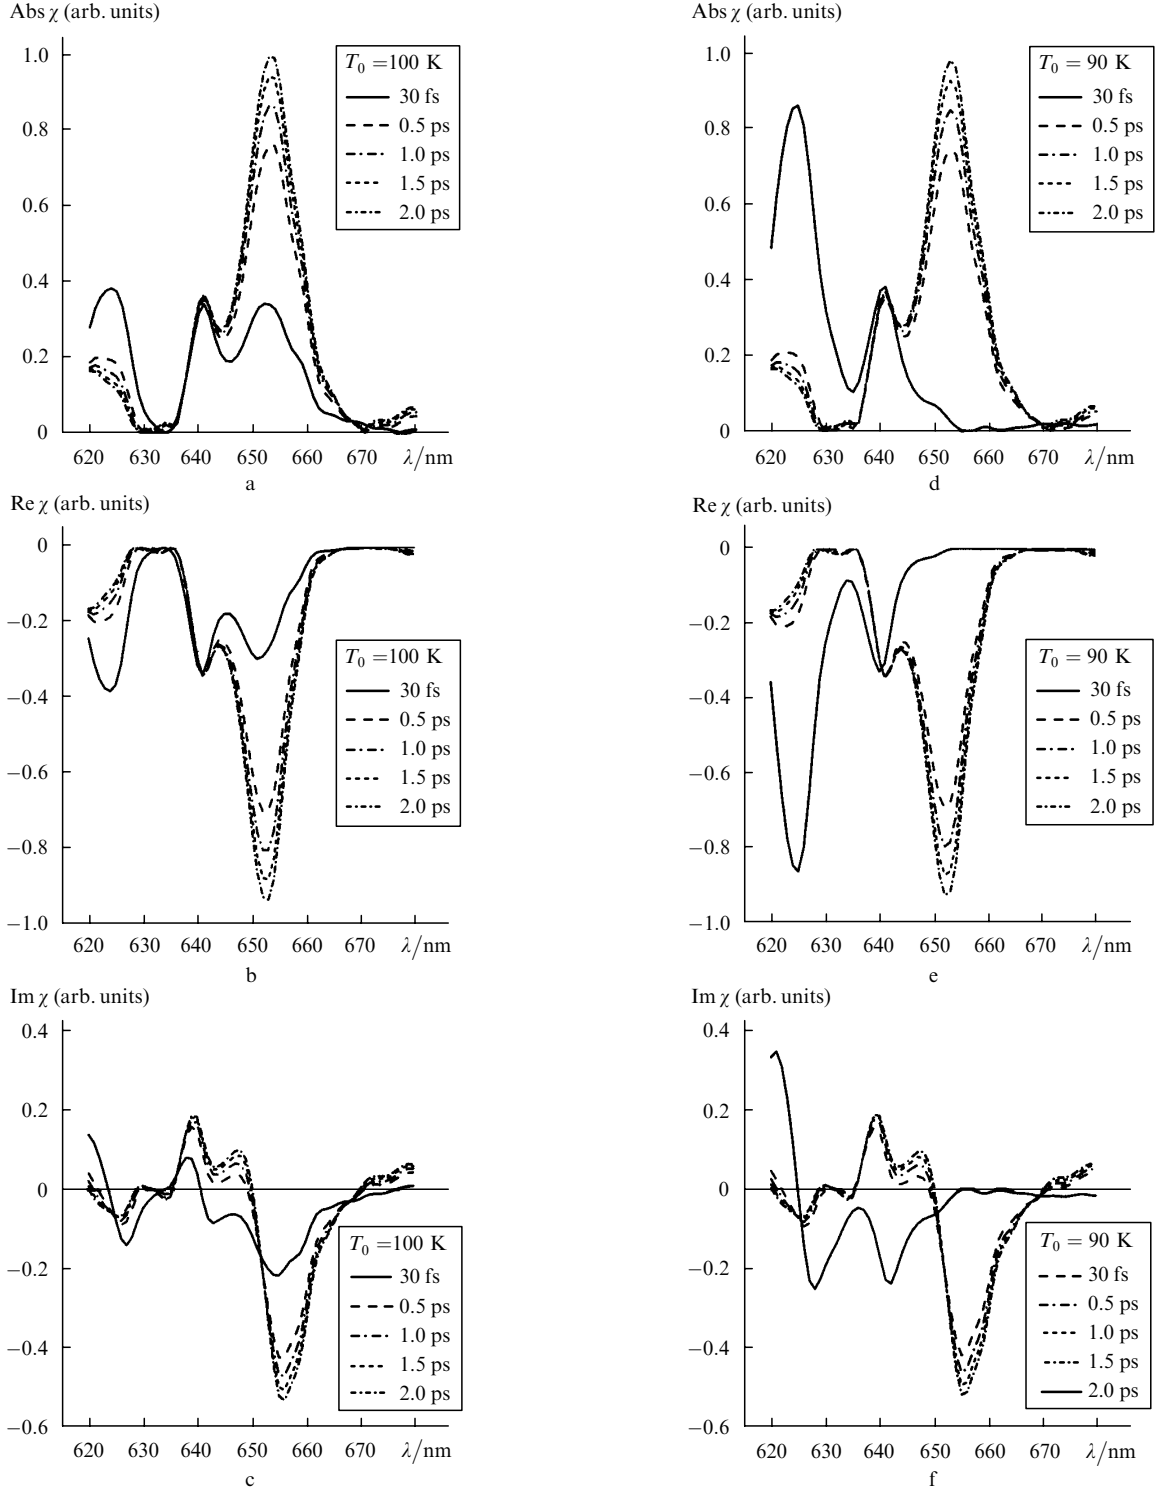 Abs χ (arb. units)
1.0
0.8
0.6
0.4
0.2
0
620 630 640 650 660 670 λ/nm
T₀ =100 K
30 fs
0.5 ps
1.0 ps
1.5 ps
2.0 ps
a
Abs χ (arb. units)
1.0
0.8
0.6
0.4
0.2
0
620 630 640 650 660 670 λ/nm
T₀ = 90 K
30 fs
0.5 ps
1.0 ps
1.5 ps
2.0 ps
d
Re χ (arb. units)
0
−0.2
−0.4
−0.6
−0.8
−1.0
620 630 640 650 660 670 λ/nm
T₀ =100 K
30 fs
0.5 ps
1.0 ps
1.5 ps
2.0 ps
b
Re χ (arb. units)
0
−0.2
−0.4
−0.6
−0.8
−1.0
620 630 640 650 660 670 λ/nm
T₀ = 90 K
30 fs
0.5 ps
1.0 ps
1.5 ps
2.0 ps
e
Im χ (arb. units)
0.4
0.2
0
−0.2
−0.4
−0.6
620 630 640 650 660 670 λ/nm
T₀ =100 K
30 fs
0.5 ps
1.0 ps
1.5 ps
2.0 ps
c
Im χ (arb. units)
0.4
0.2
0
−0.2
−0.4
−0.6
620 630 640 650 660 670 λ/nm
T₀ = 90 K
30 fs
0.5 ps
1.0 ps
1.5 ps
2.0 ps
f